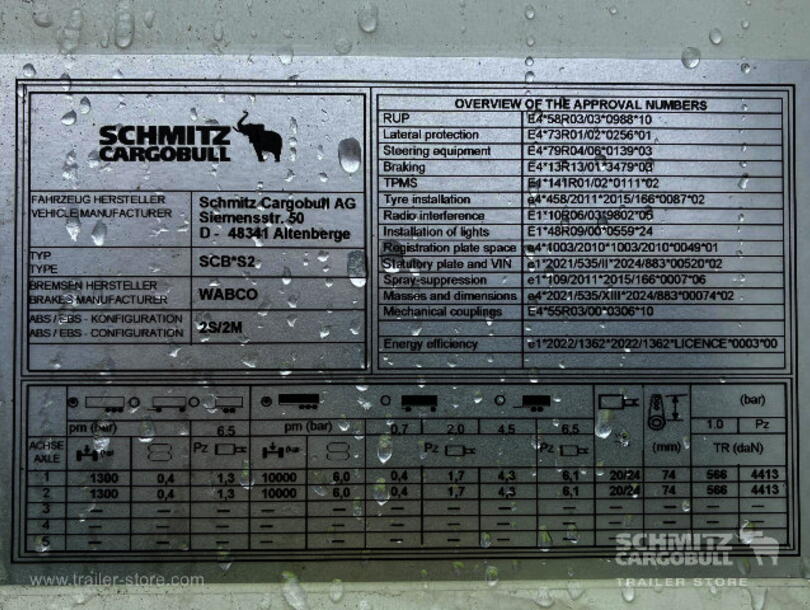 SCHMITZ
CARGOBULL
FAHRZEUG HERSTELLER
VEHICLE MANUFACTURER
Schmitz Cargobull AG
Siemensstr. 50
D - 48341 Altenberge
TYP
TYPE
SCB*S2
BREMSEN HERSTELLER
BRAKES MANUFACTURER
WABCO
ABS / EBS - KONFIGURATION
ABS / EBS - CONFIGURATION
2S/2M
OVERVIEW OF THE APPROVAL NUMBERS
RUP E4*58R03/03*0988*10
Lateral protection E4*73R01/02*0256*01
Steering equipment E4*79R04/06*0139*03
Braking E4*13R13/01*3479*03
TPMS E1*141R01/02*0111*02
Tyre installation e4*458/2011*2015/166*0087*02
Radio interference E1*10R06/03*9802*05
Installation of lights E1*48R09/00*0559*24
Registration plate space e4*1003/2010*1003/2010*0049*01
Statutory plate and VIN e1*2021/535/II*2024/883*00520*02
Spray-suppression e1*109/2011*2015/166*0007*06
Masses and dimensions e4*2021/535/XIII*2024/883*00074*02
Mechanical couplings E4*55R03/00*0306*10
Energy efficiency e1*2022/1362*2022/1362*LICENCE*0003*00
(bar)
pm (bar) 6.5 pm (bar) 0.7 2.0 4.5 6.5 1.0 Pz
ACHSE
AXLE
Pz Pz Pz (mm) TR (daN)
1 1300 0,4 1,3 10000 6,0 0,4 1,7 4,3 6,1 20/24 74 566 4413
2 1300 0,4 1,3 10000 6,0 0,4 1,7 4,3 6,1 20/24 74 566 4413
3 – – – – – – – – – – – – –
4 – – – – – – – – – – – – –
5 – – – – – – – – – – – – –
SCHMITZ
CARGOBULL
TRAILER STORE
www.trailer-store.com